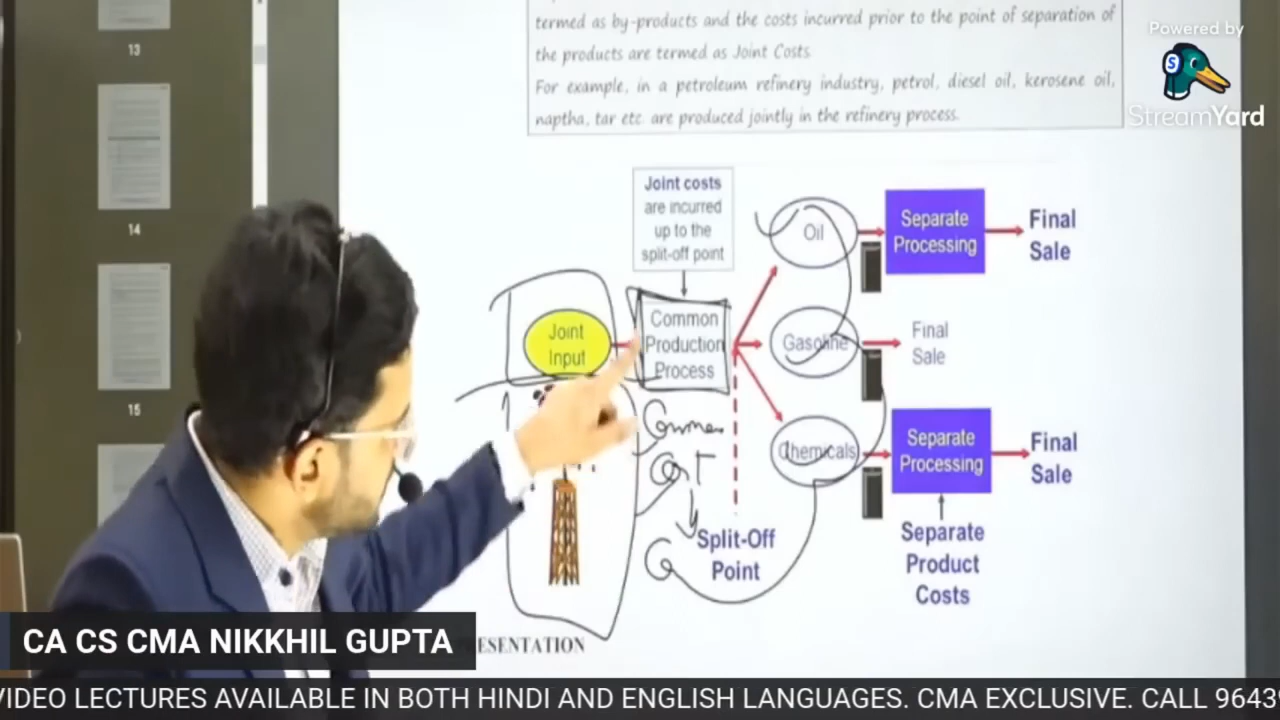 termed as by-products and the costs incurred prior to the point of separation of
the products are termed as Joint Costs
For example, in a petroleum refinery industry, petrol, diesel oil, kerosene oil,
naptha, tar etc. are produced jointly in the refinery process.
Powered by
StreamYard
13
14
15
Joint costs
are incurred
up to the
split-off point
Joint
Input
Common
Production
Process
Oil
Separate
Processing
Final
Sale
Gasoline
Final
Sale
Chemicals
Separate
Processing
Final
Sale
Split-Off
Point
Separate
Product
Costs
ESENTATION
CA CS CMA NIKKHIL GUPTA
VIDEO LECTURES AVAILABLE IN BOTH HINDI AND ENGLISH LANGUAGES. CMA EXCLUSIVE. CALL 9643